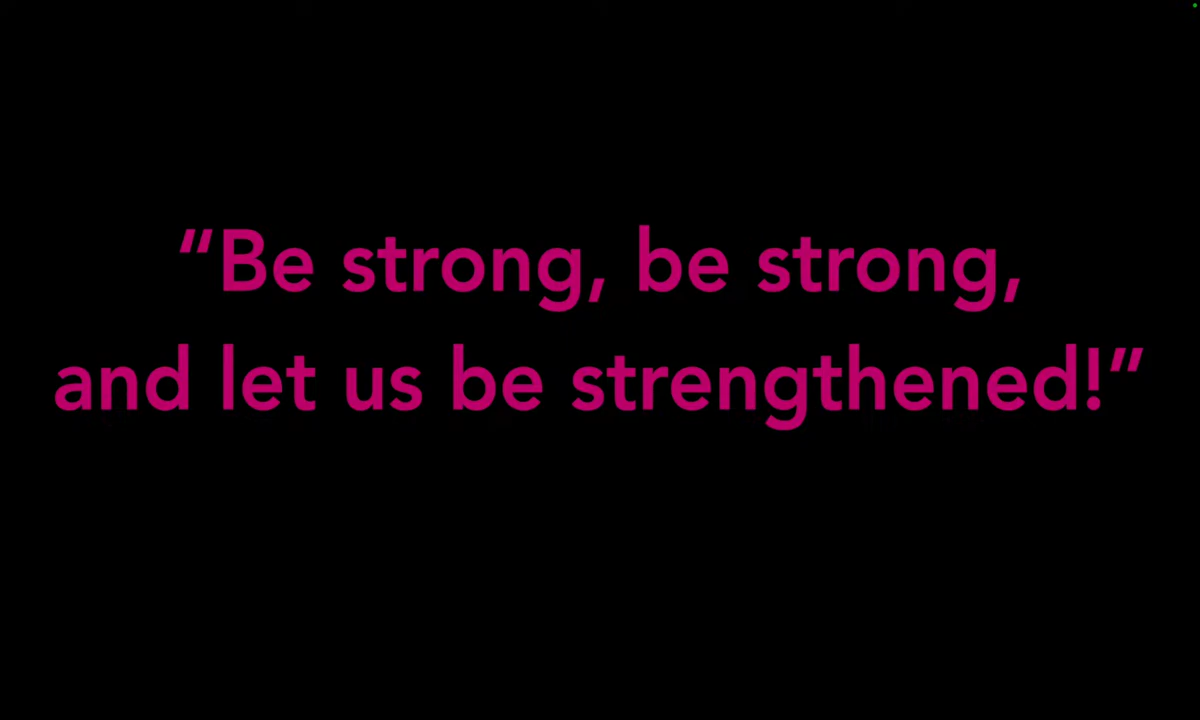 “Be strong, be strong,
and let us be strengthened!”